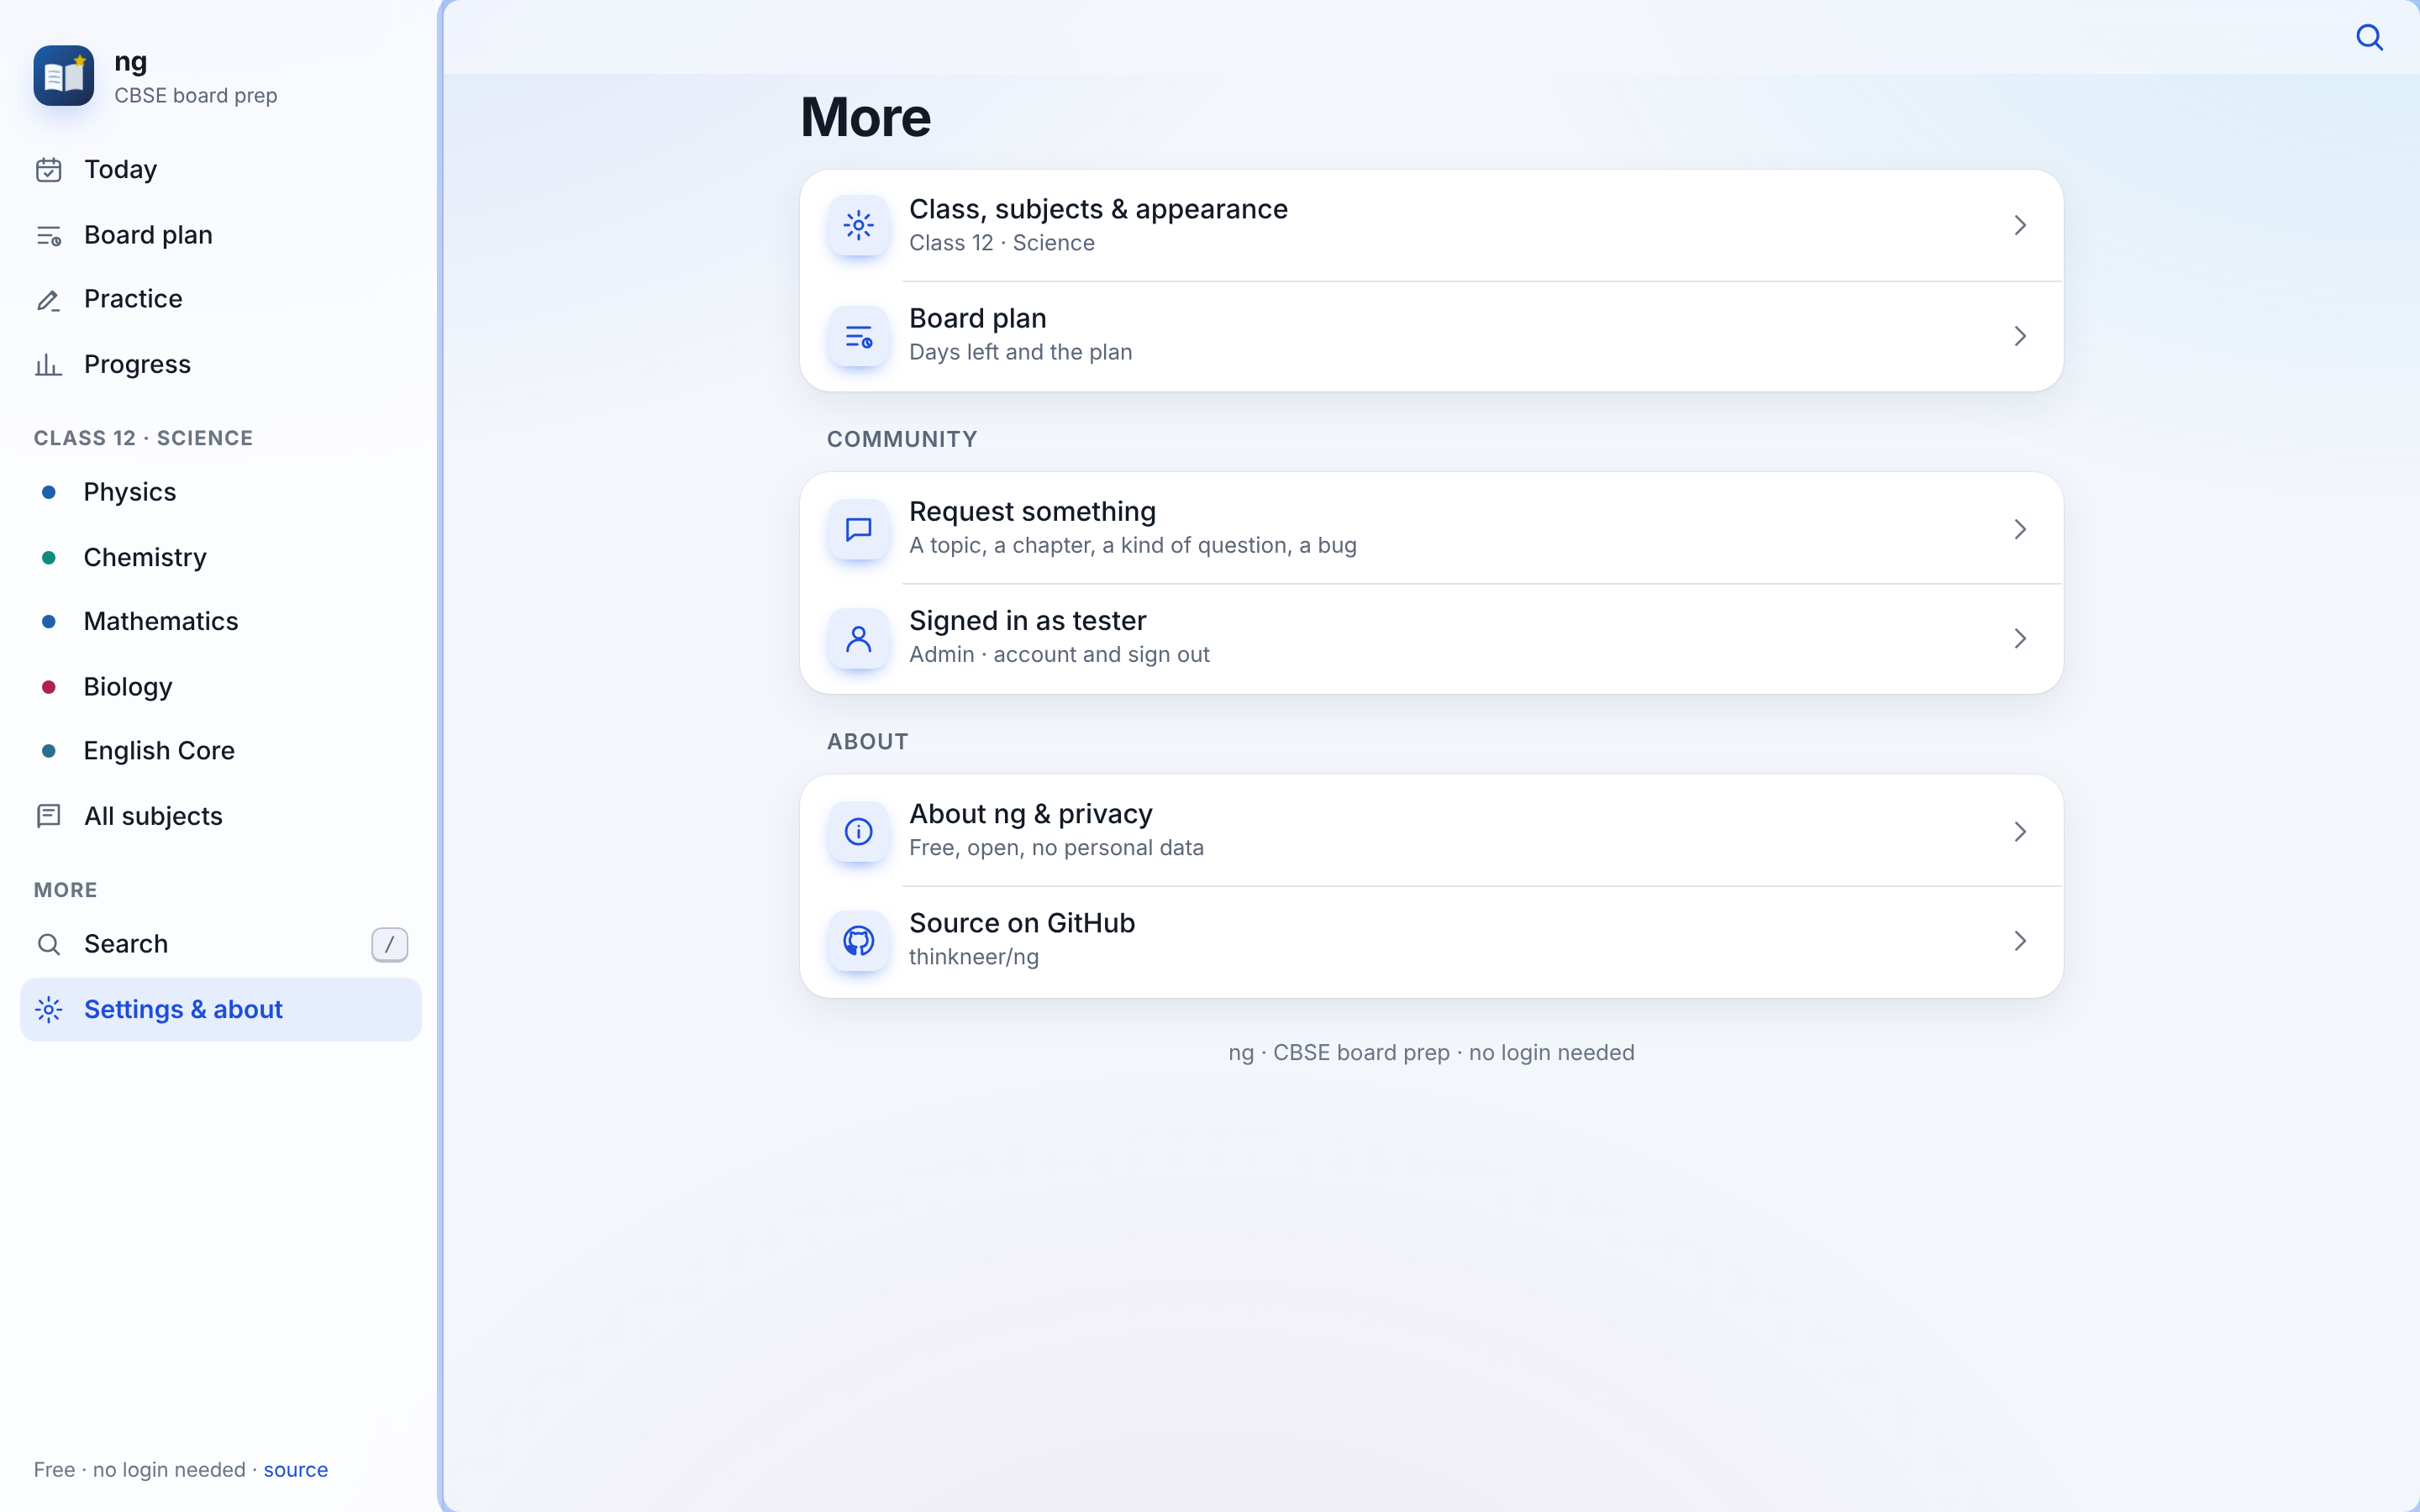 ng
CBSE board prep
Today
Board plan
Practice
Progress
CLASS 12 · SCIENCE
Physics
Chemistry
Mathematics
Biology
English Core
All subjects
MORE
Search /
Settings & about
Free · no login needed · source
More
Class, subjects & appearance
Class 12 · Science
Board plan
Days left and the plan
COMMUNITY
Request something
A topic, a chapter, a kind of question, a bug
Signed in as tester
Admin · account and sign out
ABOUT
About ng & privacy
Free, open, no personal data
Source on GitHub
thinkneer/ng
ng · CBSE board prep · no login needed